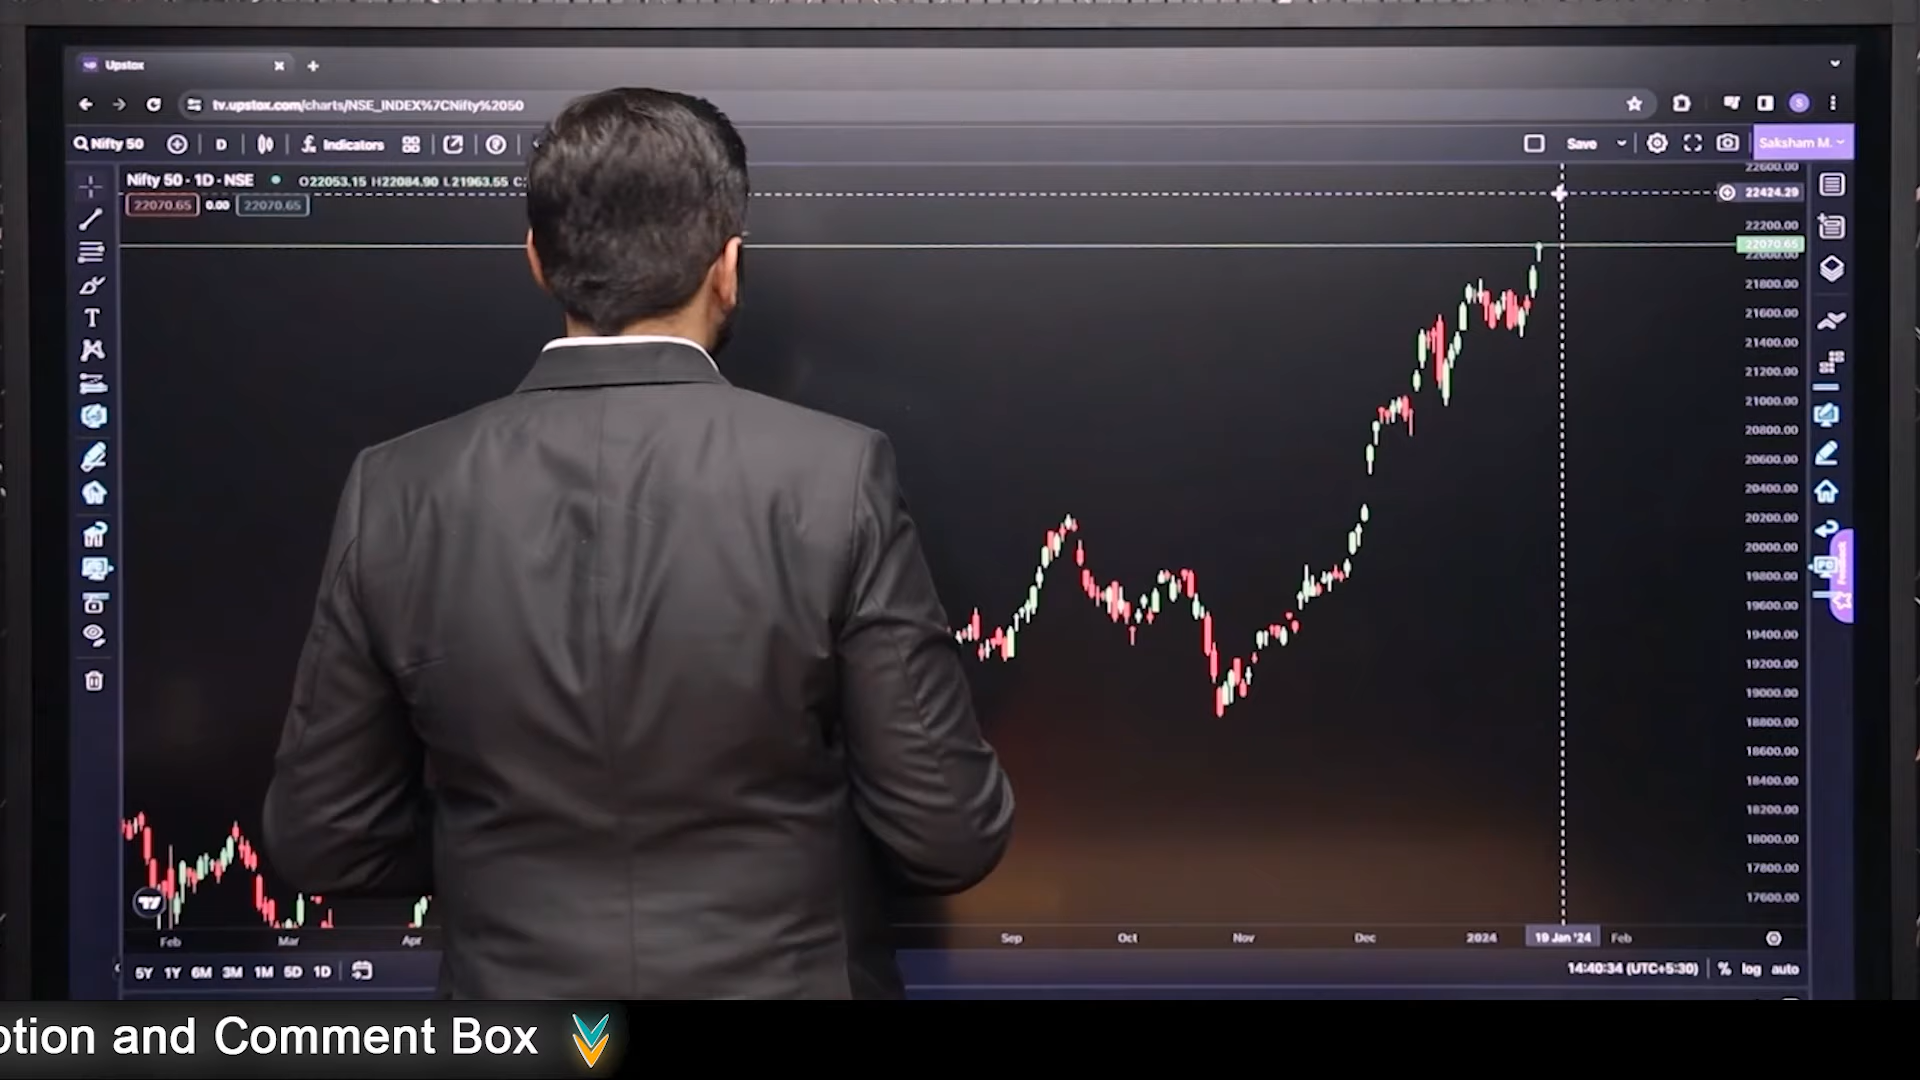 Upstox
tv.upstox.com/charts/NSE_INDEX%7CNifty%2050
Nifty 50
D
Indicators
Save
Saksham M.
Nifty 50 · 1D · NSE
O22053.15 H22084.90 L21963.55 C
22070.65 0.00 22070.65
22600.00
22424.29
22200.00
22070.65
22000.00
21800.00
21600.00
21400.00
21200.00
21000.00
20800.00
20600.00
20400.00
20200.00
20000.00
19800.00
19600.00
19400.00
19200.00
19000.00
18800.00
18600.00
18400.00
18200.00
18000.00
17800.00
17600.00
Feedback
Feb Mar Apr Sep Oct Nov Dec 2024 19 Jan '24 Feb
5Y 1Y 6M 3M 1M 5D 1D
14:40:34 (UTC+5:30) % log auto
ption and Comment Box